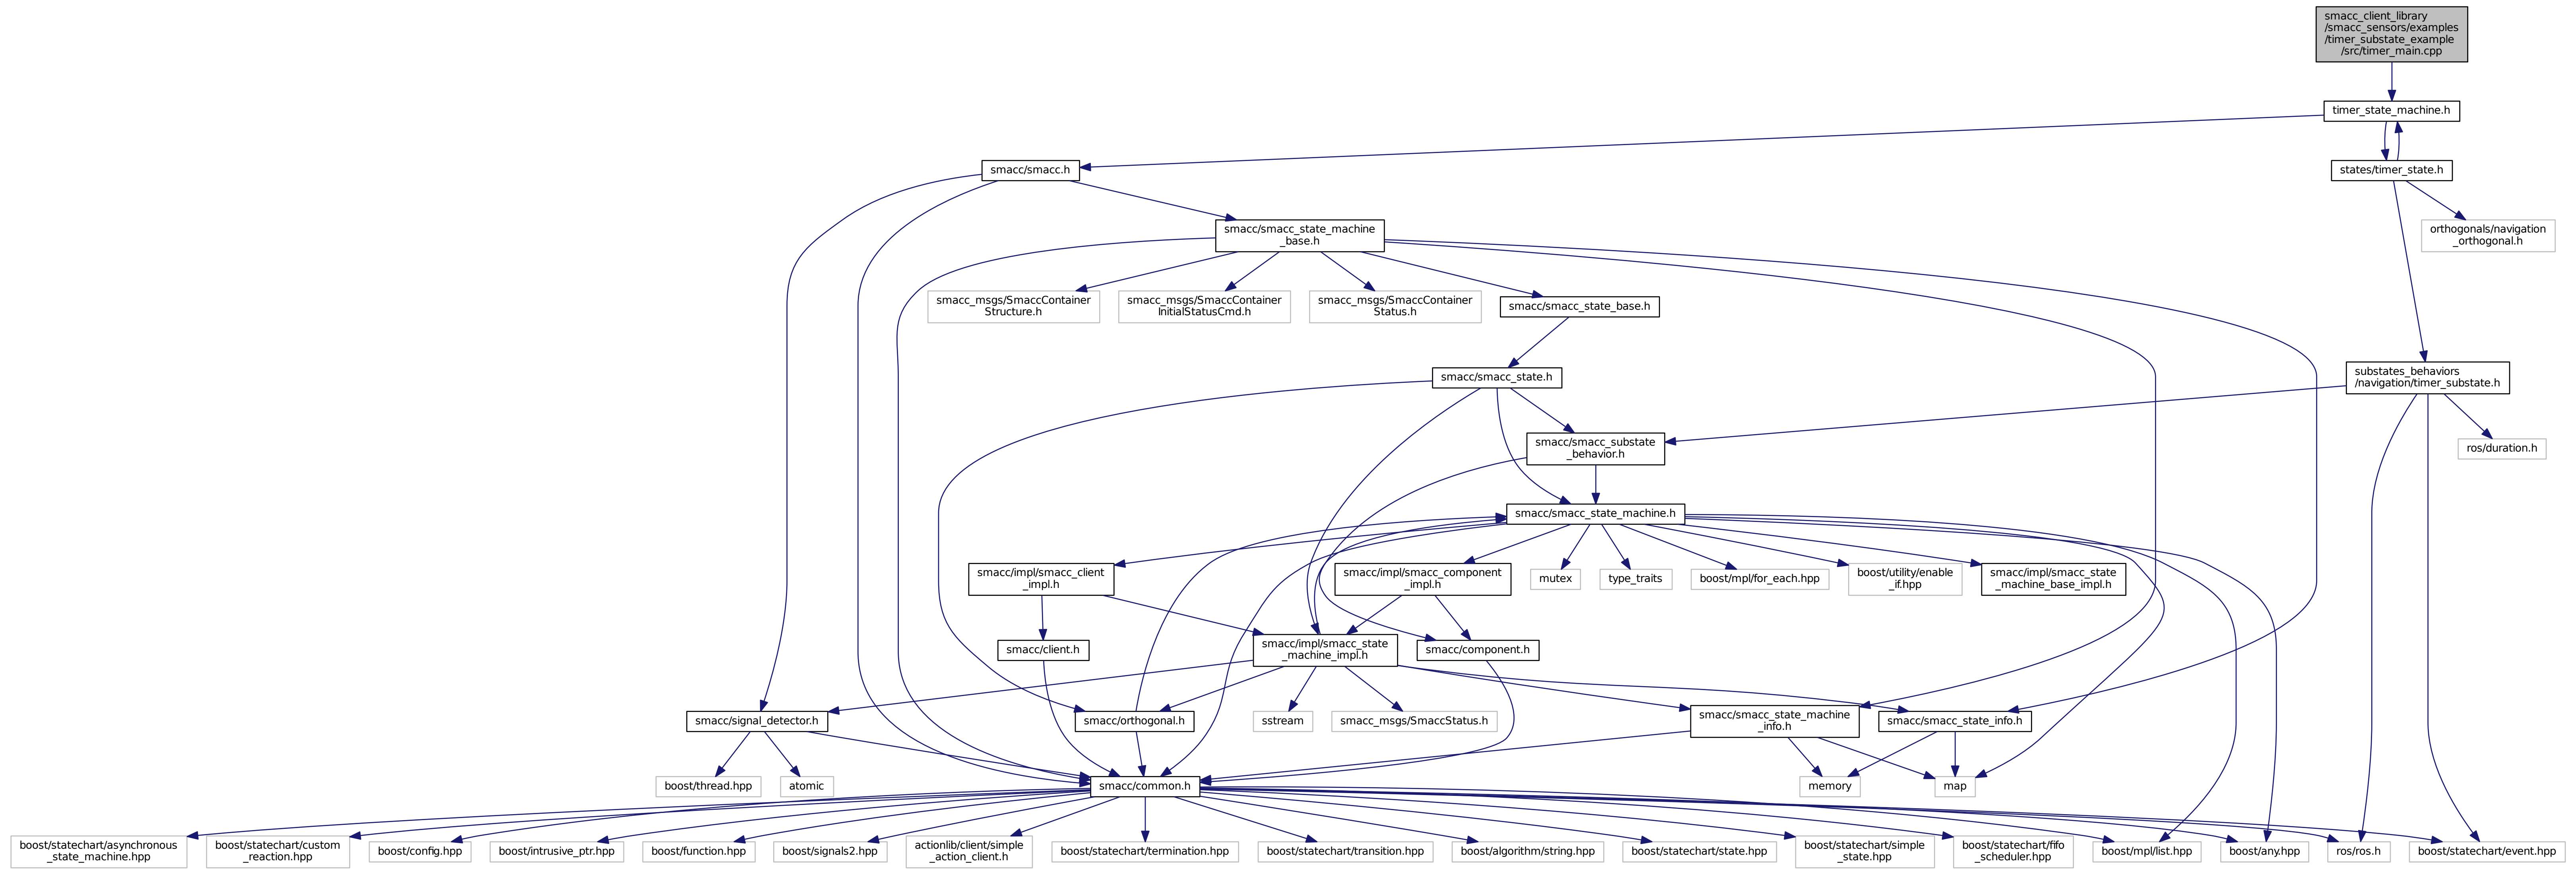 smacc_client_library
/smacc_sensors/examples
/timer_substate_example
/src/timer_main.cpp
timer_state_machine.h
smacc/smacc.h
states/timer_state.h
smacc/smacc_state_machine
_base.h
orthogonals/navigation
_orthogonal.h
smacc_msgs/SmaccContainer
Structure.h
smacc_msgs/SmaccContainer
InitialStatusCmd.h
smacc_msgs/SmaccContainer
Status.h
smacc/smacc_state_base.h
smacc/smacc_state.h
substates_behaviors
/navigation/timer_substate.h
smacc/smacc_substate
_behavior.h
ros/duration.h
smacc/smacc_state_machine.h
smacc/impl/smacc_client
_impl.h
smacc/impl/smacc_component
_impl.h
mutex
type_traits
boost/mpl/for_each.hpp
boost/utility/enable
_if.hpp
smacc/impl/smacc_state
_machine_base_impl.h
smacc/client.h
smacc/impl/smacc_state
_machine_impl.h
smacc/component.h
smacc/signal_detector.h
smacc/orthogonal.h
sstream
smacc_msgs/SmaccStatus.h
smacc/smacc_state_machine
_info.h
smacc/smacc_state_info.h
boost/thread.hpp
atomic
smacc/common.h
memory
map
boost/statechart/asynchronous
_state_machine.hpp
boost/statechart/custom
_reaction.hpp
boost/config.hpp
boost/intrusive_ptr.hpp
boost/function.hpp
boost/signals2.hpp
actionlib/client/simple
_action_client.h
boost/statechart/termination.hpp
boost/statechart/transition.hpp
boost/algorithm/string.hpp
boost/statechart/state.hpp
boost/statechart/simple
_state.hpp
boost/statechart/fifo
_scheduler.hpp
boost/mpl/list.hpp
boost/any.hpp
ros/ros.h
boost/statechart/event.hpp